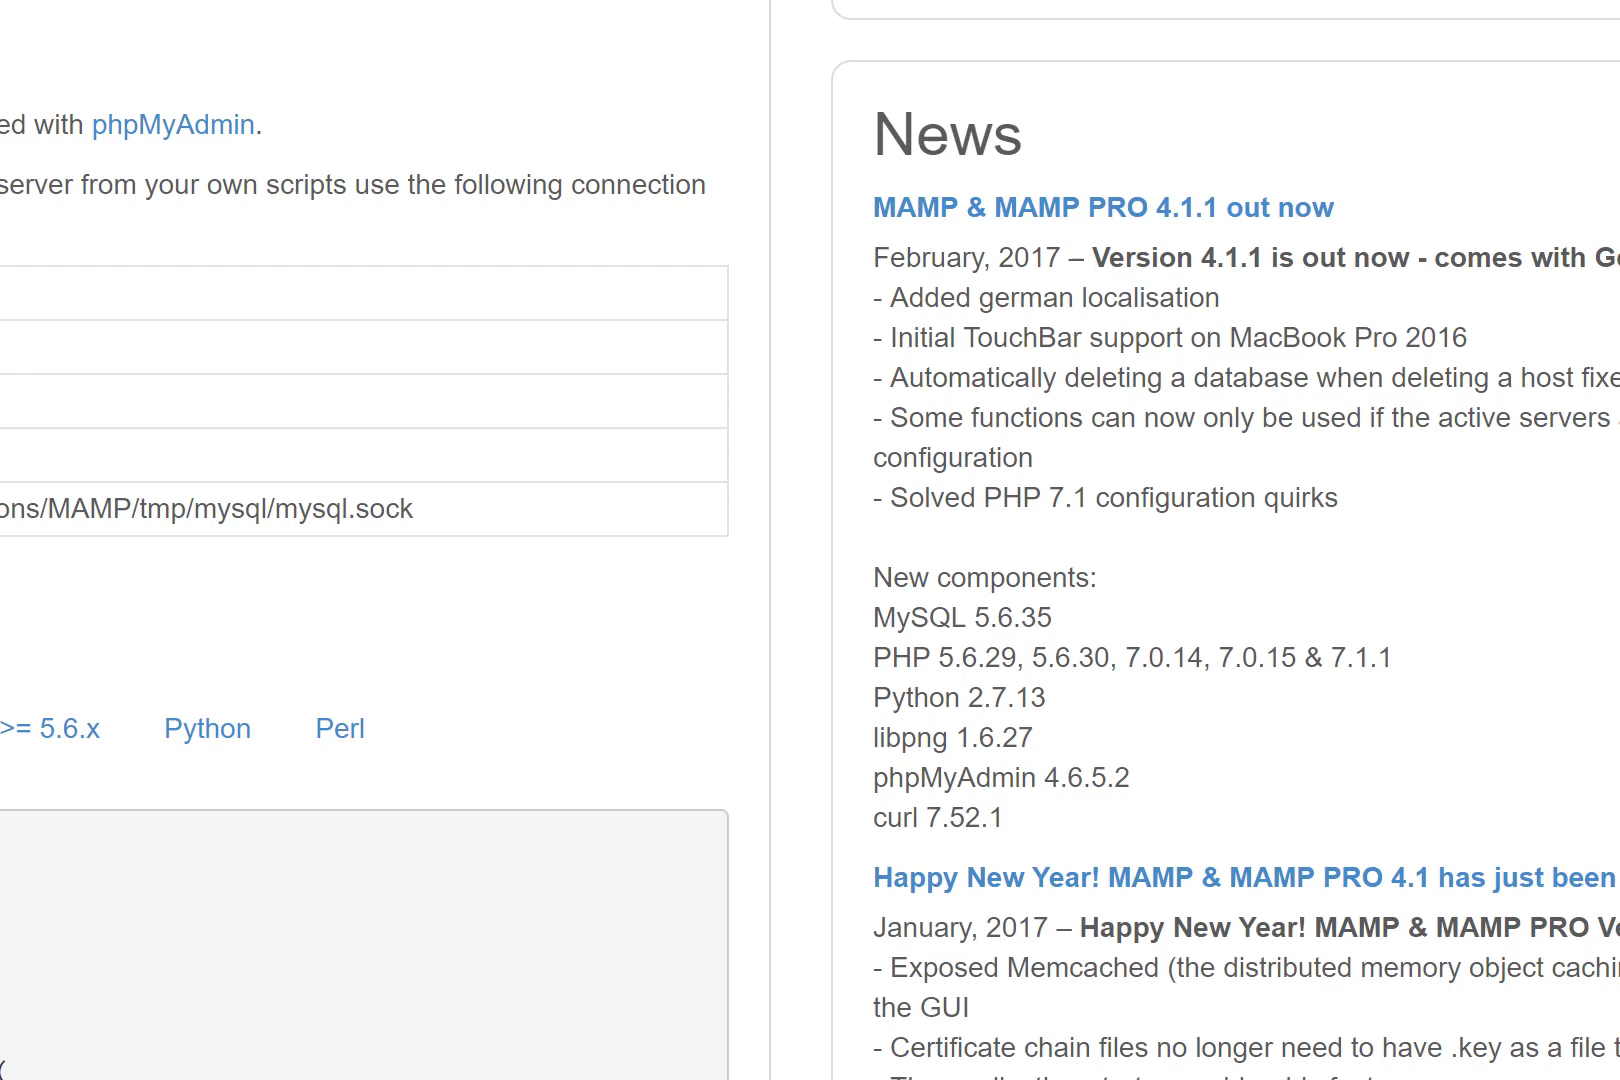 ed with phpMyAdmin.
server from your own scripts use the following connection
ons/MAMP/tmp/mysql/mysql.sock
>= 5.6.x Python Perl
(
News
MAMP & MAMP PRO 4.1.1 out now
February, 2017 – Version 4.1.1 is out now - comes with Ge
- Added german localisation
- Initial TouchBar support on MacBook Pro 2016
- Automatically deleting a database when deleting a host fixe
- Some functions can now only be used if the active servers
configuration
- Solved PHP 7.1 configuration quirks
New components:
MySQL 5.6.35
PHP 5.6.29, 5.6.30, 7.0.14, 7.0.15 & 7.1.1
Python 2.7.13
libpng 1.6.27
phpMyAdmin 4.6.5.2
curl 7.52.1
Happy New Year! MAMP & MAMP PRO 4.1 has just been
January, 2017 – Happy New Year! MAMP & MAMP PRO Ve
- Exposed Memcached (the distributed memory object cachin
the GUI
- Certificate chain files no longer need to have .key as a file t